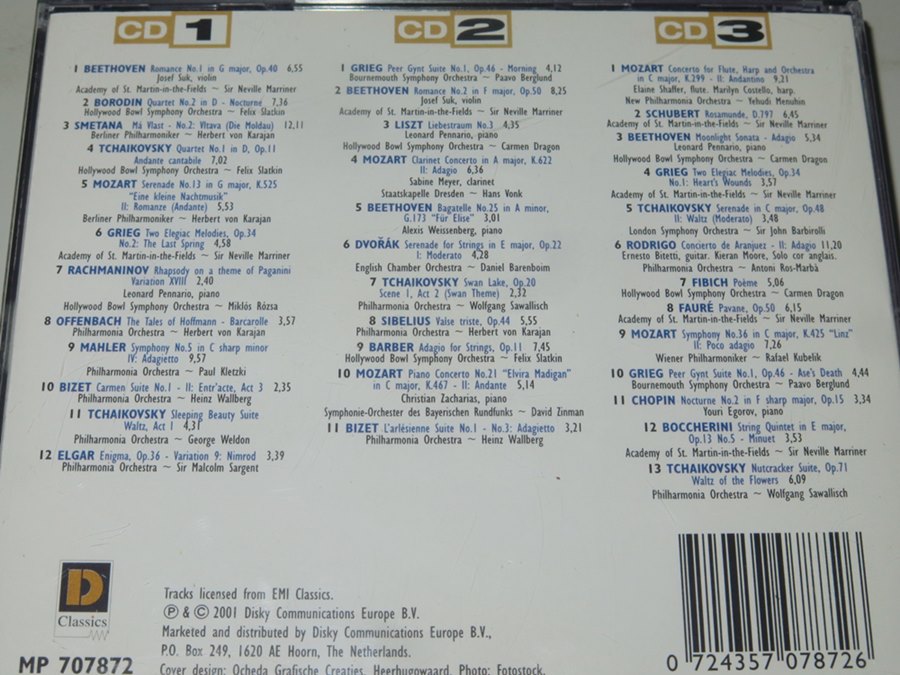 CD 1
1 BEETHOVEN Romance No.1 in G major, Op.40 6,55
Josef Suk, violin
Academy of St. Martin-in-the-Fields ~ Sir Neville Marriner
2 BORODIN Quartet No.2 in D - Nocturne 7,36
Hollywood Bowl Symphony Orchestra ~ Felix Slatkin
3 SMETANA Má Vlast - No.2: Vltava (Die Moldau) 12,11
Berliner Philharmoniker ~ Herbert von Karajan
4 TCHAIKOVSKY Quartet No.1 in D, Op.11
Andante cantabile 7,02
Hollywood Bowl Symphony Orchestra ~ Felix Slatkin
5 MOZART Serenade No.13 in G major, K.525
"Eine kleine Nachtmusik"
II: Romanze (Andante) 5,53
Berliner Philharmoniker ~ Herbert von Karajan
6 GRIEG Two Elegiac Melodies, Op.34
No.2: The Last Spring 4,58
Academy of St. Martin-in-the-Fields ~ Sir Neville Marriner
7 RACHMANINOV Rhapsody on a theme of Paganini
Variation XVIII 2,40
Leonard Pennario, piano
Hollywood Bowl Symphony Orchestra ~ Miklós Rózsa
8 OFFENBACH The Tales of Hoffmann - Barcarolle 3,57
Philharmonia Orchestra ~ Herbert von Karajan
9 MAHLER Symphony No.5 in C sharp minor
IV: Adagietto 9,57
Philharmonia Orchestra ~ Paul Kletzki
10 BIZET Carmen Suite No.1 - II: Entr'acte, Act 3 2,35
Philharmonia Orchestra ~ Heinz Wallberg
11 TCHAIKOVSKY Sleeping Beauty Suite
Waltz, Act 1 4,31
Philharmonia Orchestra ~ George Weldon
12 ELGAR Enigma, Op.36 - Variation 9: Nimrod 3,39
Philharmonia Orchestra ~ Sir Malcolm Sargent
CD 2
1 GRIEG Peer Gynt Suite No.1, Op.46 - Morning 4,12
Bournemouth Symphony Orchestra ~ Paavo Berglund
2 BEETHOVEN Romance No.2 in F major, Op.50 8,25
Josef Suk, violin
Academy of St. Martin-in-the-Fields ~ Sir Neville Marriner
3 LISZT Liebestraum No.3 4,35
Leonard Pennario, piano
Hollywood Bowl Symphony Orchestra ~ Carmen Dragon
4 MOZART Clarinet Concerto in A major, K.622
II: Adagio 6,36
Sabine Meyer, clarinet
Staatskapelle Dresden ~ Hans Vonk
5 BEETHOVEN Bagatelle No.25 in A minor,
G.173 "Für Elise" 3,01
Alexis Weissenberg, piano
6 DVOŘÁK Serenade for Strings in E major, Op.22
I: Moderato 4,28
English Chamber Orchestra ~ Daniel Barenboim
7 TCHAIKOVSKY Swan Lake, Op.20
Scene 1, Act 2 (Swan Theme) 2,32
Philharmonia Orchestra ~ Wolfgang Sawallisch
8 SIBELIUS Valse triste, Op.44 5,55
Philharmonia Orchestra ~ Herbert von Karajan
9 BARBER Adagio for Strings, Op.11 7,45
Hollywood Bowl Symphony Orchestra ~ Felix Slatkin
10 MOZART Piano Concerto No.21 "Elvira Madigan"
in C major, K.467 - II: Andante 5,14
Christian Zacharias, piano
Symphonie-Orchester des Bayerischen Rundfunks ~ David Zinman
11 BIZET L'arlésienne Suite No.1 - No.3: Adagietto 3,21
Philharmonia Orchestra ~ Heinz Wallberg
CD 3
1 MOZART Concerto for Flute, Harp and Orchestra
in C major, K.299 - II: Andantino 9,21
Elaine Shaffer, flute. Marilyn Costello, harp.
New Philharmonia Orchestra ~ Yehudi Menuhin
2 SCHUBERT Rosamunde, D.797 6,45
Academy of St. Martin-in-the-Fields ~ Sir Neville Marriner
3 BEETHOVEN Moonlight Sonata - Adagio 5,34
Leonard Pennario, piano
Hollywood Bowl Symphony Orchestra ~ Carmen Dragon
4 GRIEG Two Elegiac Melodies, Op.34
No.1: Heart's Wounds 3,57
Academy of St. Martin-in-the-Fields ~ Sir Neville Marriner
5 TCHAIKOVSKY Serenade in C major, Op.48
II: Waltz (Moderato) 3,48
London Symphony Orchestra ~ Sir John Barbirolli
6 RODRIGO Concierto de Aranjuez - II: Adagio 11,20
Ernesto Bitetti, guitar. Kieran Moore, Solo cor anglais.
Philharmonia Orchestra ~ Antoni Ros-Marbà
7 FIBICH Poème 5,06
Hollywood Bowl Symphony Orchestra ~ Carmen Dragon
8 FAURÉ Pavane, Op.50 6,15
Academy of St. Martin-in-the-Fields ~ Sir Neville Marriner
9 MOZART Symphony No.36 in C major, K.425 "Linz"
II: Poco adagio 7,26
Wiener Philharmoniker ~ Rafael Kubelik
10 GRIEG Peer Gynt Suite No.1, Op.46 - Ase's Death 4,44
Bournemouth Symphony Orchestra ~ Paavo Berglund
11 CHOPIN Nocturne No.2 in F sharp major, Op.15 3,34
Youri Egorov, piano
12 BOCCHERINI String Quintet in E major,
Op.13 No.5 - Minuet 3,53
Academy of St. Martin-in-the-Fields ~ Sir Neville Marriner
13 TCHAIKOVSKY Nutcracker Suite, Op.71
Waltz of the Flowers 6,09
Philharmonia Orchestra ~ Wolfgang Sawallisch
D
Classics
MP 707872
Tracks licensed from EMI Classics.
℗ & © 2001 Disky Communications Europe B.V.
Marketed and distributed by Disky Communications Europe B.V.,
P.O. Box 249, 1620 AE Hoorn, The Netherlands.
Cover design: Ocheda Grafische Creaties, Heerhugowaard. Photo: Fotostock.
0 724357 078726